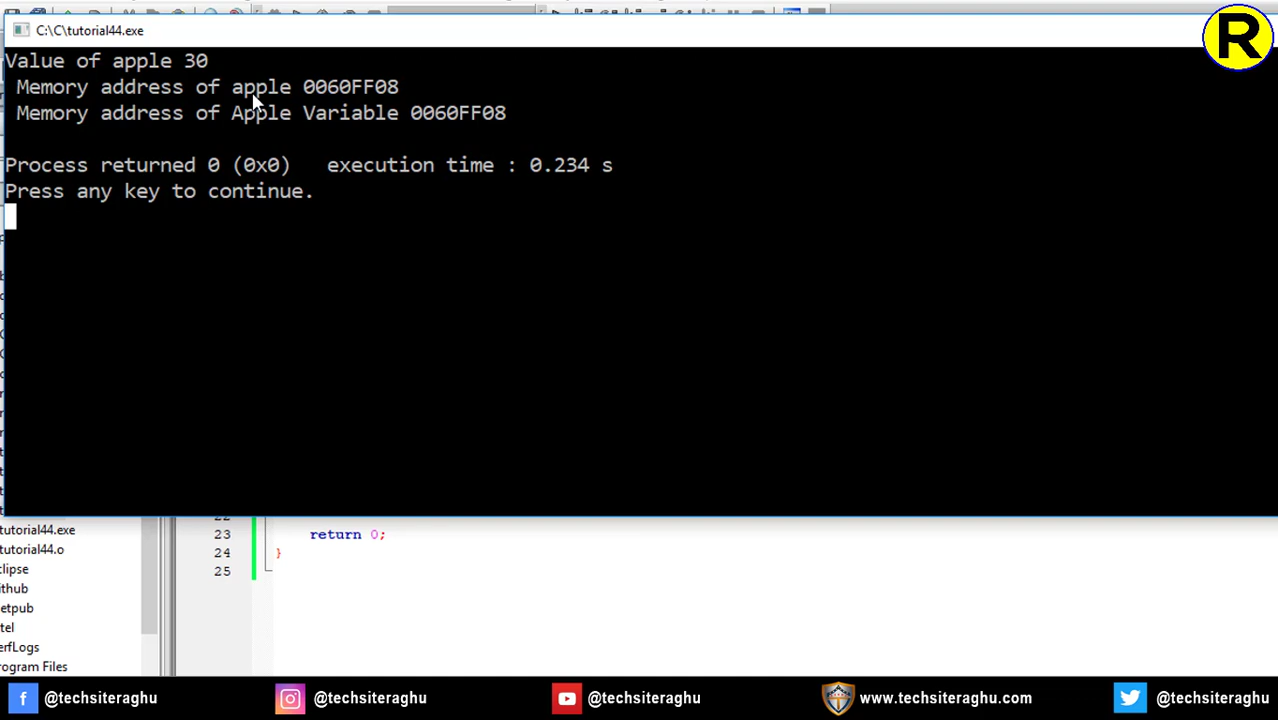 C:\C\tutorial44.exe
R
Value of apple 30
Memory address of apple 0060FF08
Memory address of Apple Variable 0060FF08
Process returned 0 (0x0) execution time : 0.234 s
Press any key to continue.
23 return 0;
24 }
25
tutorial44.exe
tutorial44.o
clipse
ithub
etpub
tel
erfLogs
rogram Files
@techsiteraghu
@techsiteraghu
@techsiteraghu
www.techsiteraghu.com
@techsiteraghu